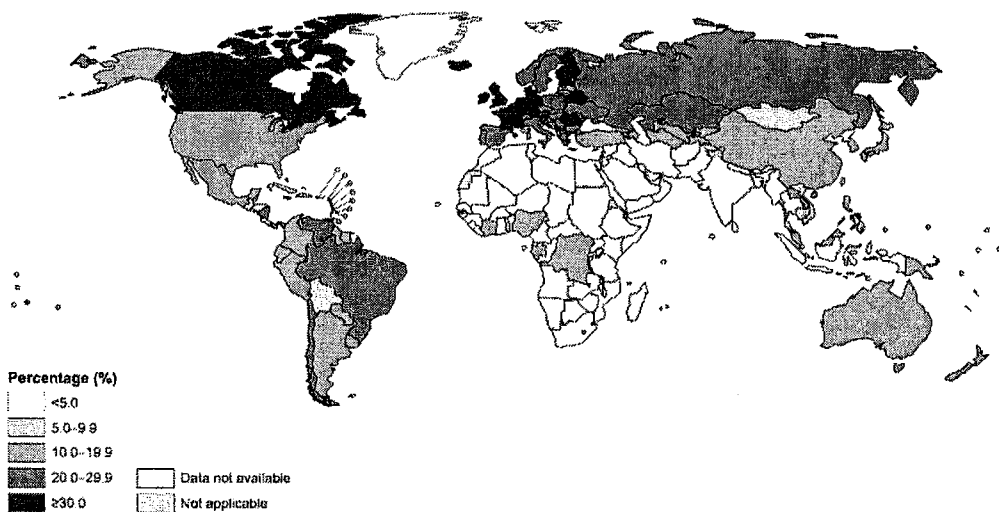 Percentage (%)
<5.0
5.0–9.9
10.0–19.9
20.0–29.9
≥30.0
Data not available
Not applicable